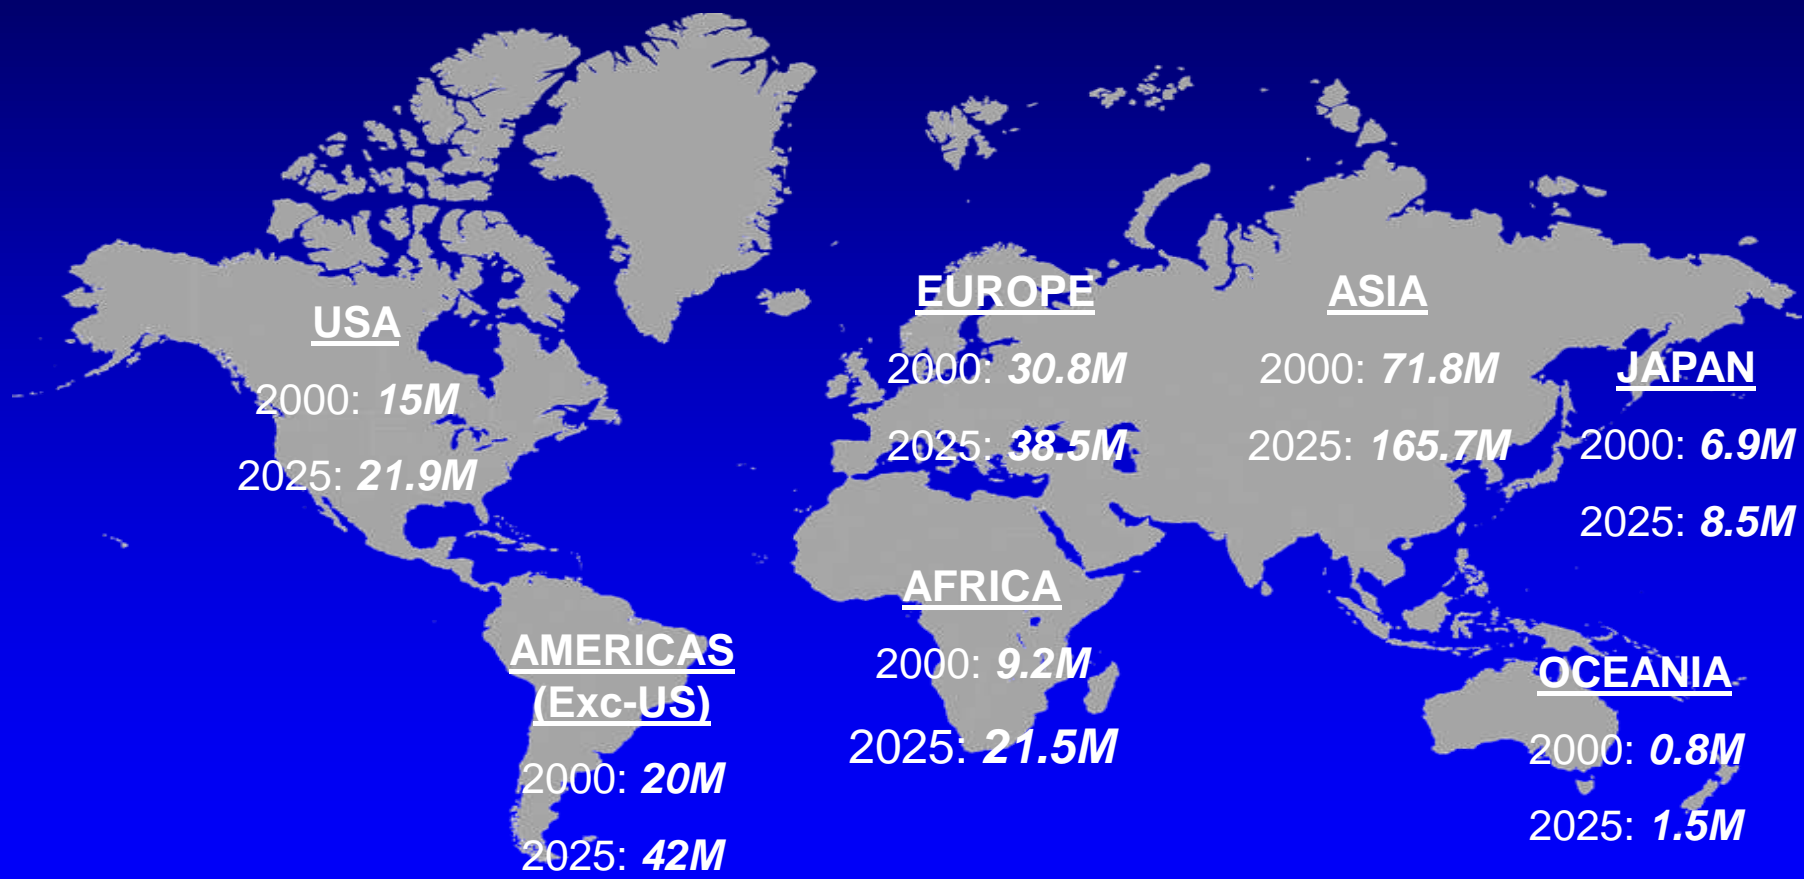 USA
2000: 15M
2025: 21.9M
EUROPE
2000: 30.8M
2025: 38.5M
ASIA
2000: 71.8M
2025: 165.7M
JAPAN
2000: 6.9M
2025: 8.5M
AMERICAS
(Exc-US)
2000: 20M
2025: 42M
AFRICA
2000: 9.2M
2025: 21.5M
OCEANIA
2000: 0.8M
2025: 1.5M